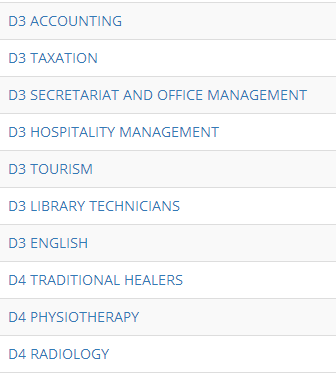 D3 ACCOUNTING
D3 TAXATION
D3 SECRETARIAT AND OFFICE MANAGEMENT
D3 HOSPITALITY MANAGEMENT
D3 TOURISM
D3 LIBRARY TECHNICIANS
D3 ENGLISH
D4 TRADITIONAL HEALERS
D4 PHYSIOTHERAPY
D4 RADIOLOGY